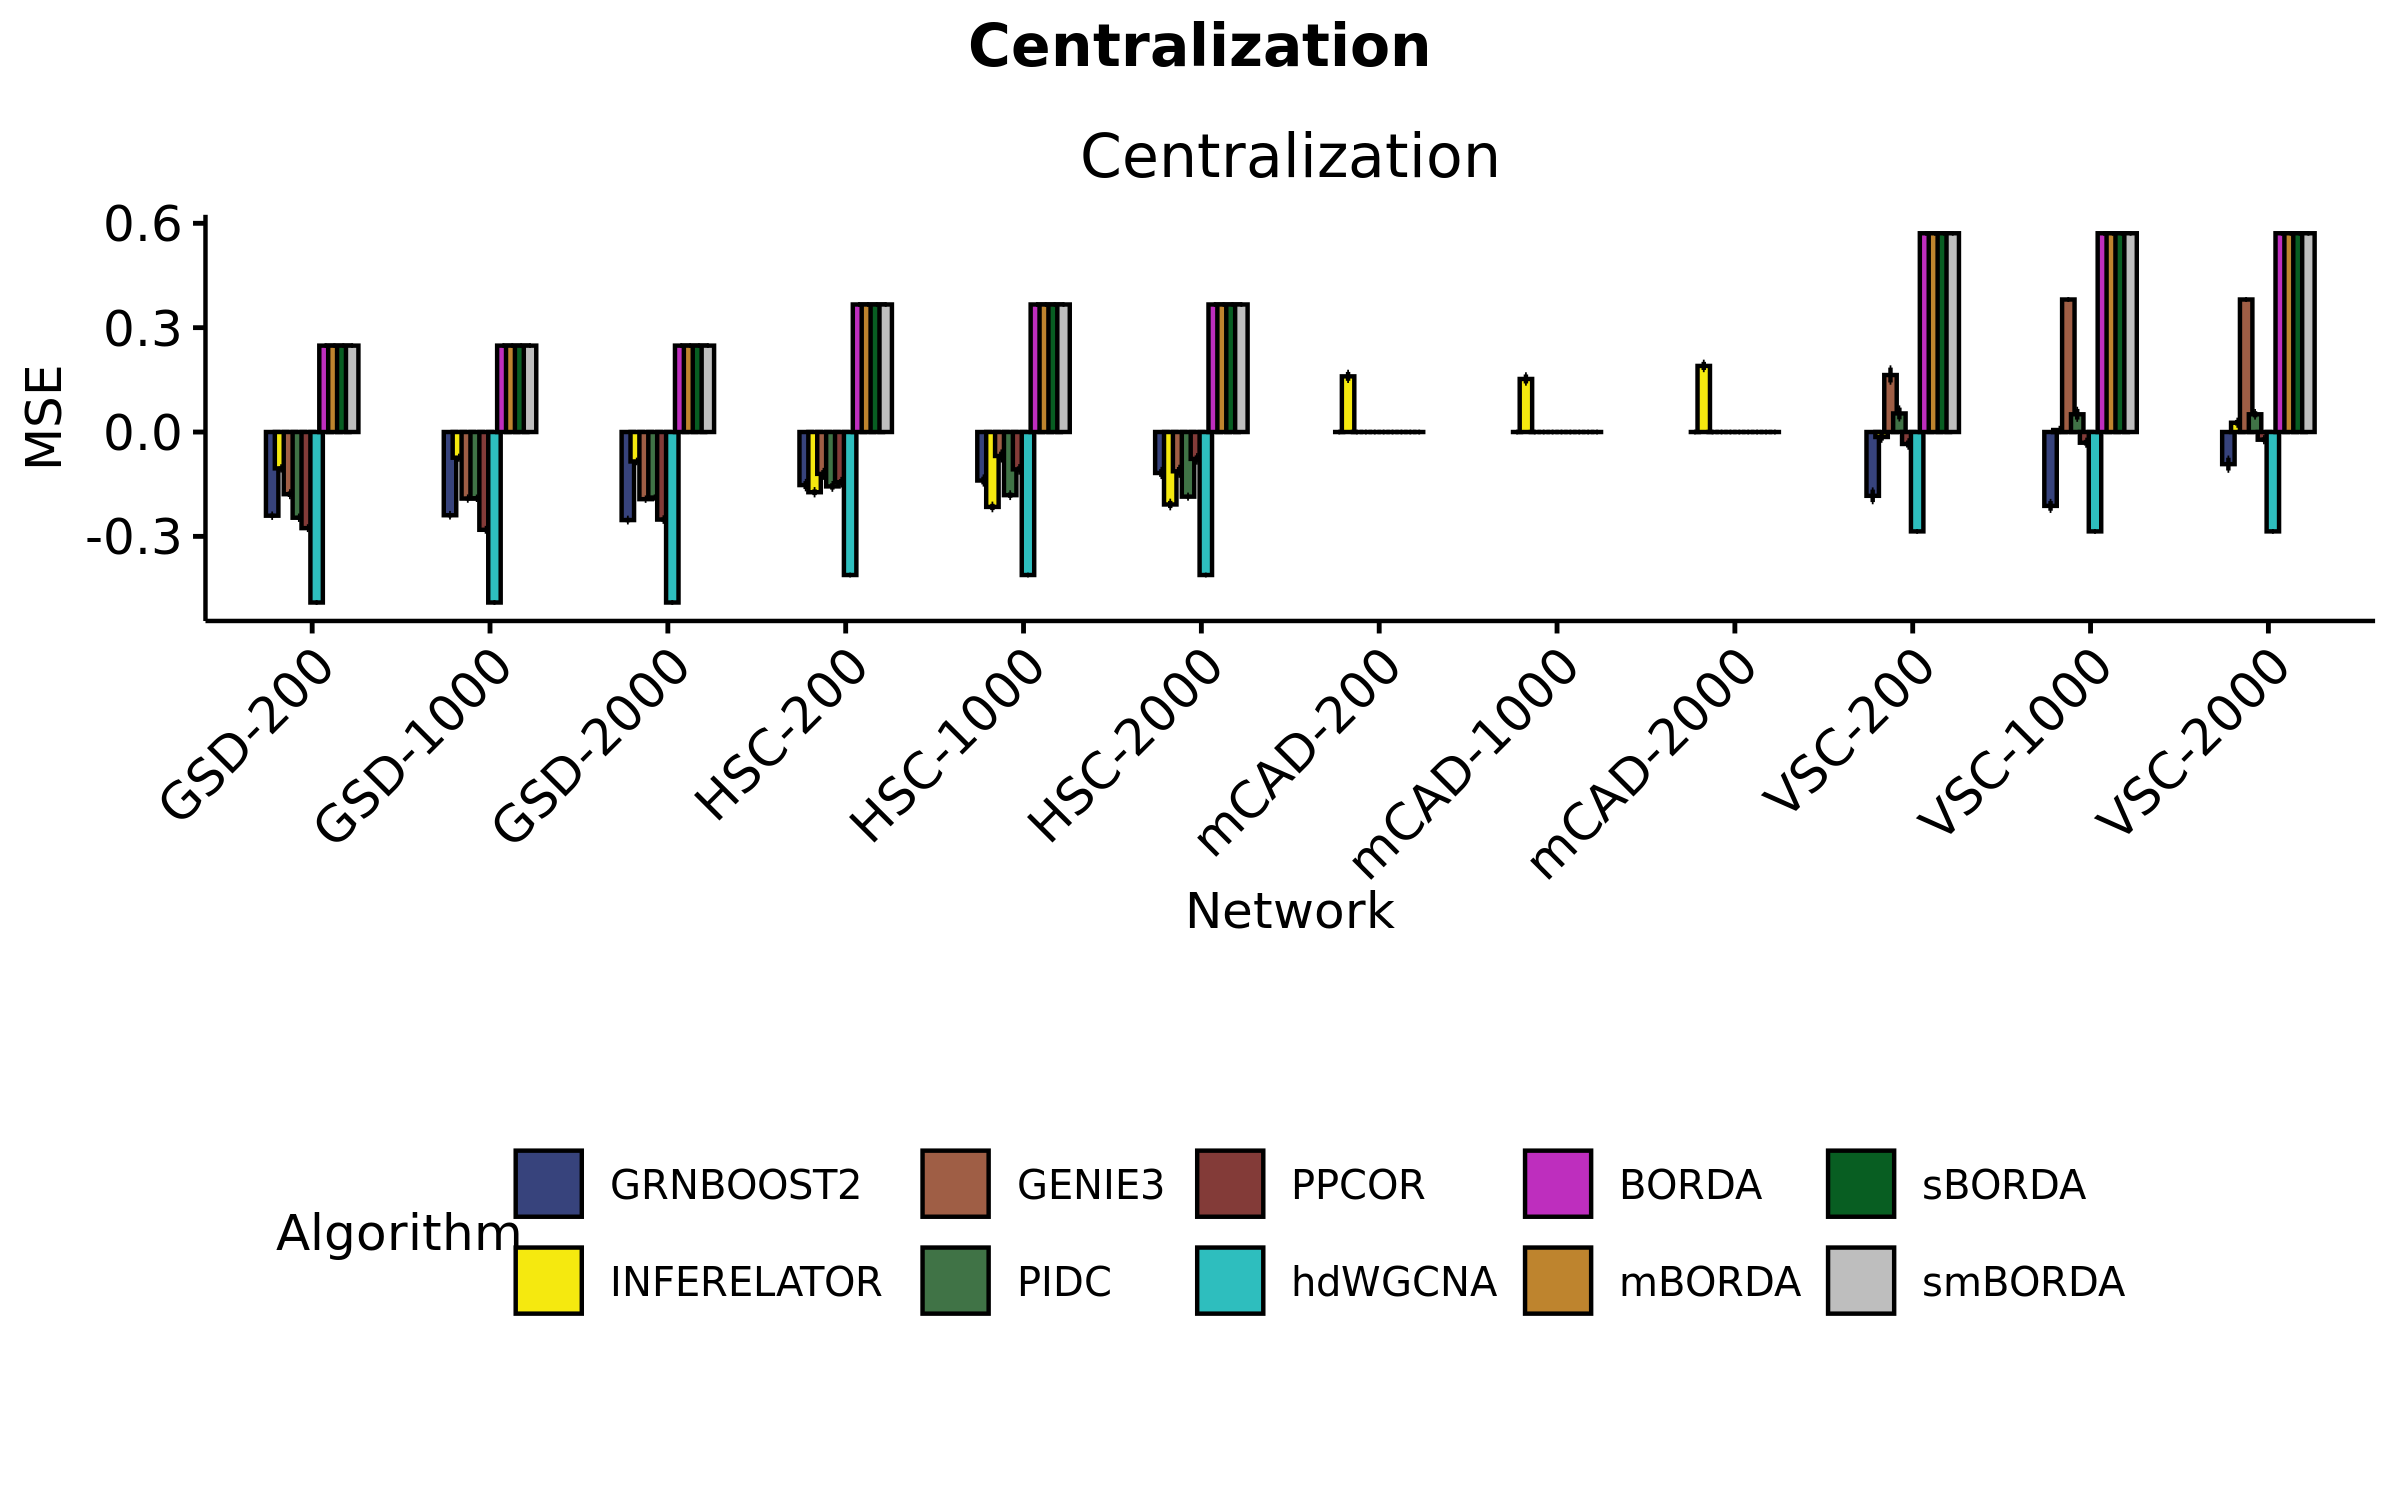 Centralization
Centralization
MSE
0.6
0.3
0.0
-0.3
GSD-200
GSD-1000
GSD-2000
HSC-200
HSC-1000
HSC-2000
mCAD-200
mCAD-1000
mCAD-2000
VSC-200
VSC-1000
VSC-2000
Network
Algorithm
GRNBOOST2
GENIE3
PPCOR
BORDA
sBORDA
INFERELATOR
PIDC
hdWGCNA
mBORDA
smBORDA